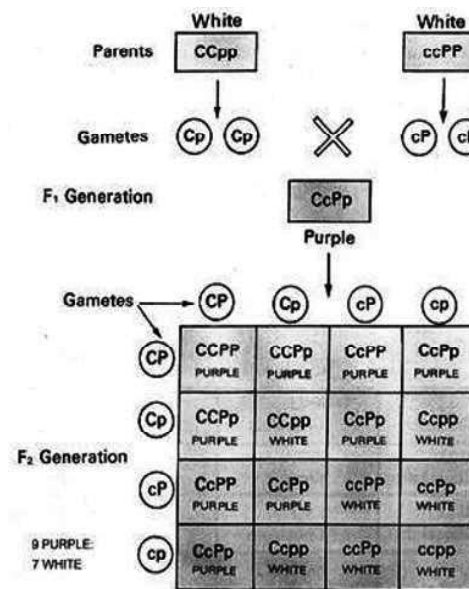 White White
Parents CCpp ccPP
Gametes Cp Cp cP
F₁ Generation CcPp
Purple
Gametes CP Cp cP cp
CP CCPP CCPp CcPP CcPp
PURPLE PURPLE PURPLE PURPLE
Cp CCPp CCpp CcPp Ccpp
PURPLE WHITE PURPLE WHITE
F₂ Generation
cP CcPP CcPp ccPP ccPp
PURPLE PURPLE WHITE WHITE
9 PURPLE:
7 WHITE
cp CcPp Ccpp ccPp ccpp
PURPLE WHITE WHITE WHITE